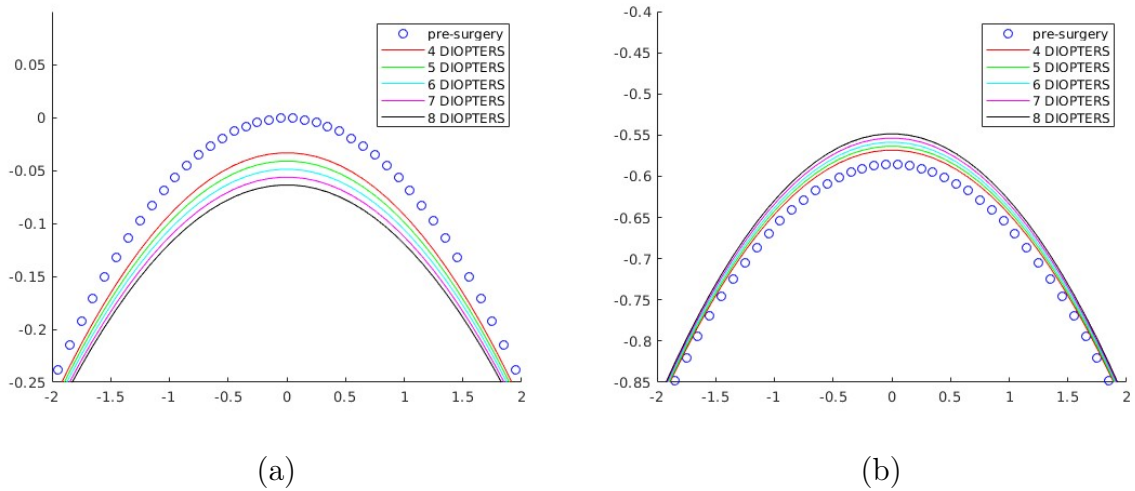 0.05
0
-0.05
-0.1
-0.15
-0.2
-0.25
-2 -1.5 -1 -0.5 0 0.5 1 1.5 2
pre-surgery
4 DIOPTERS
5 DIOPTERS
6 DIOPTERS
7 DIOPTERS
8 DIOPTERS
(a)
-0.4
-0.45
-0.5
-0.55
-0.6
-0.65
-0.7
-0.75
-0.8
-0.85
-2 -1.5 -1 -0.5 0 0.5 1 1.5 2
pre-surgery
4 DIOPTERS
5 DIOPTERS
6 DIOPTERS
7 DIOPTERS
8 DIOPTERS
(b)